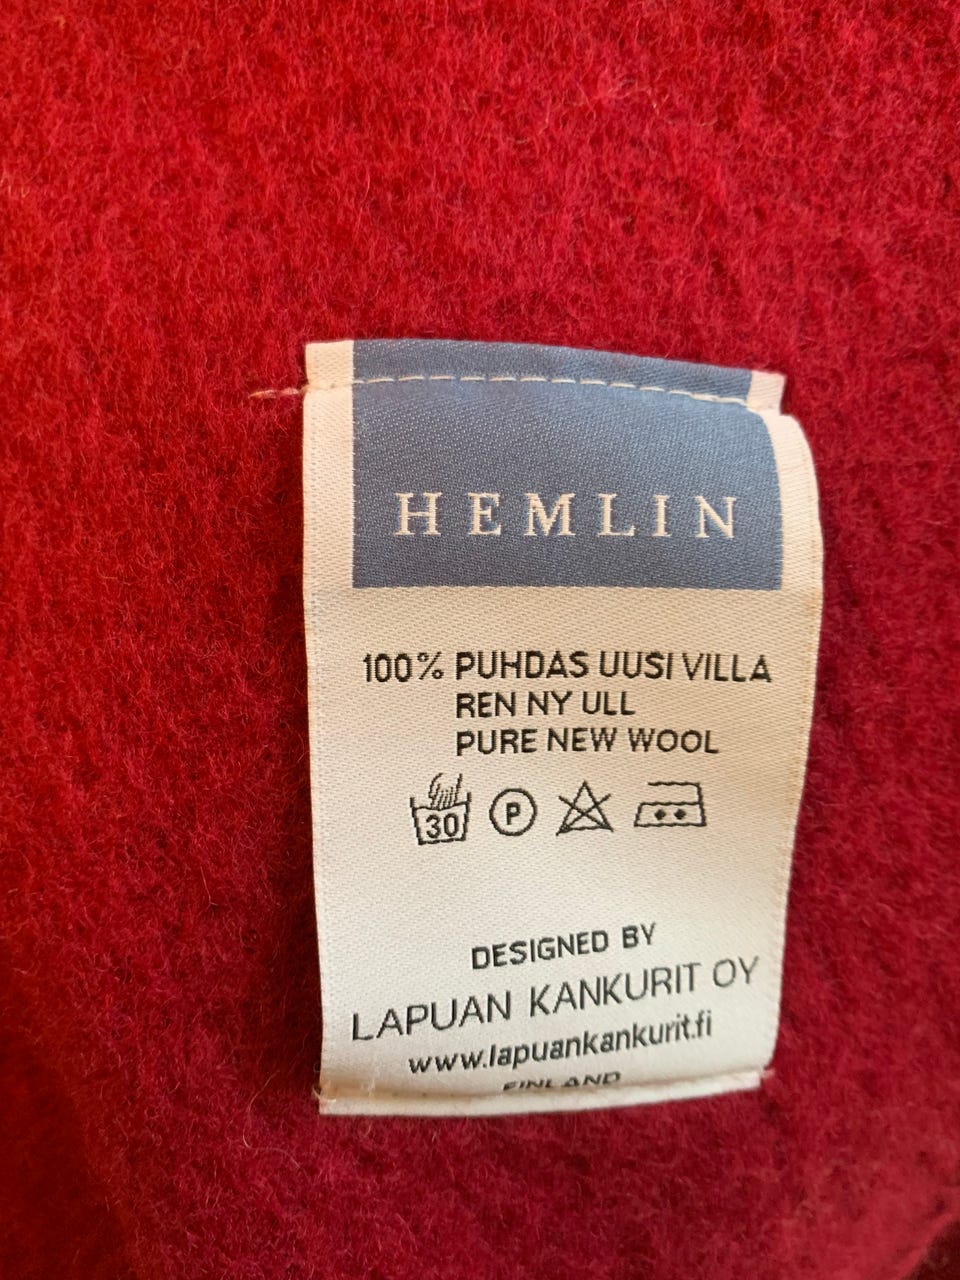 HEMLIN
100% PUHDAS UUSI VILLA
REN NY ULL
PURE NEW WOOL
30 P
DESIGNED BY
LAPUAN KANKURIT OY
www.lapuankankurit.fi
FINLAND